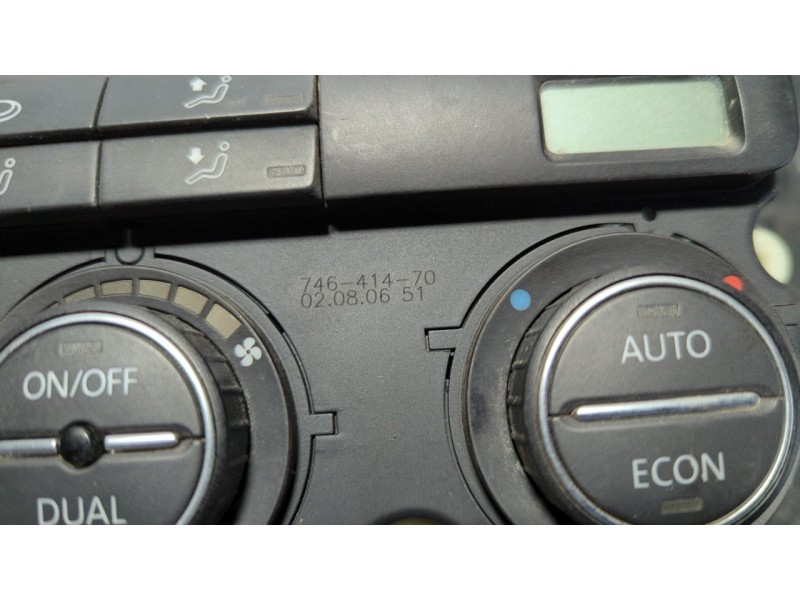 746-414-70
02.08.06 51
ON/OFF
AUTO
DUAL
ECON